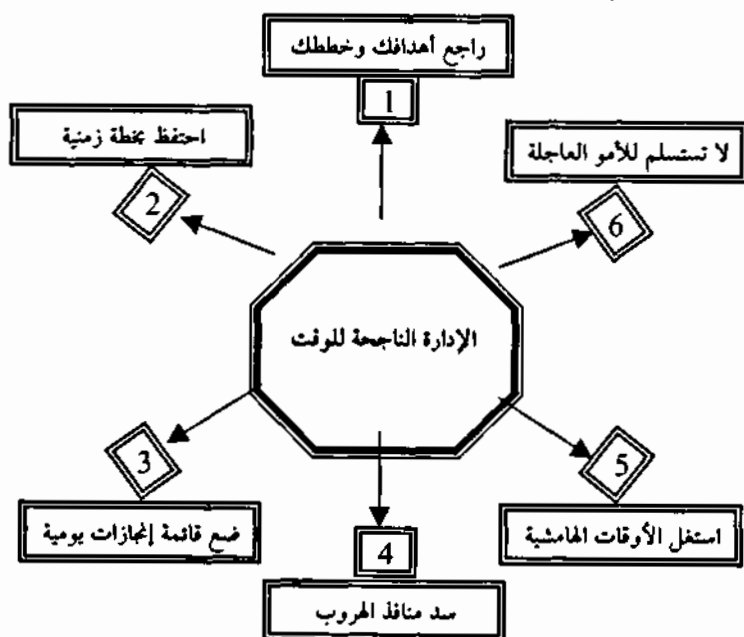 راجع أهدافك وخططك
1
احتفظ بخطة زمنية
2
لا تستسلم للأمو العاجلة
6
الإدارة الناجحة للوقت
3
ضع قائمة إنجازات يومية
5
استغل الأوقات الهامشية
4
سد منافذ الهروب